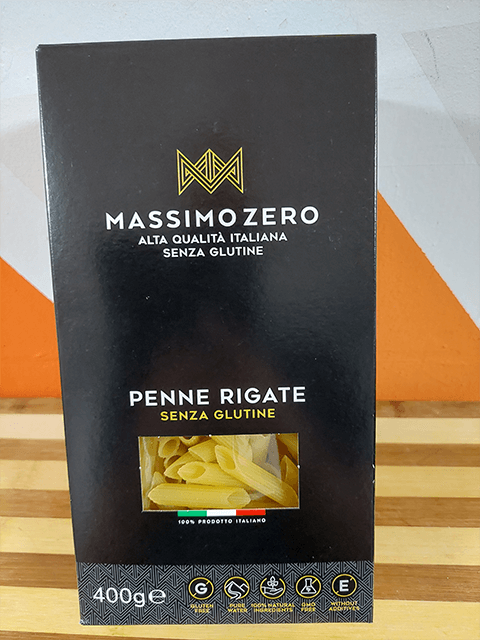 MASSIMO ZERO
ALTA QUALITÀ ITALIANA
SENZA GLUTINE
PENNE RIGATE
SENZA GLUTINE
100% PRODOTTO ITALIANO
400g℮
G
E
GLUTEN FREE
PURE WATER
100% NATURAL INGREDIENTS
GMO FREE
WITHOUT ADDITIVES